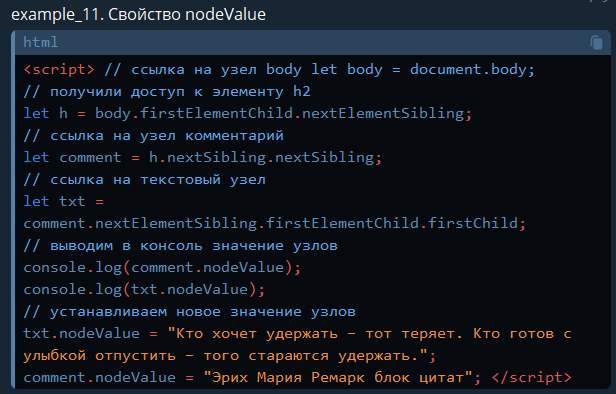 example_11. Свойство nodeValue
html
<script> // ссылка на узел body let body = document.body;
// получили доступ к элементу h2
let h = body.firstElementChild.nextElementSibling;
// ссылка на узел комментарий
let comment = h.nextSibling.nextSibling;
// ссылка на текстовый узел
let txt =
comment.nextElementSibling.firstElementChild.firstChild;
// выводим в консоль значение узлов
console.log(comment.nodeValue);
console.log(txt.nodeValue);
// устанавливаем новое значение узлов
txt.nodeValue = "Кто хочет удержать – тот теряет. Кто готов с
улыбкой отпустить – того стараются удержать.";
comment.nodeValue = "Эрих Мария Ремарк блок цитат"; </script>